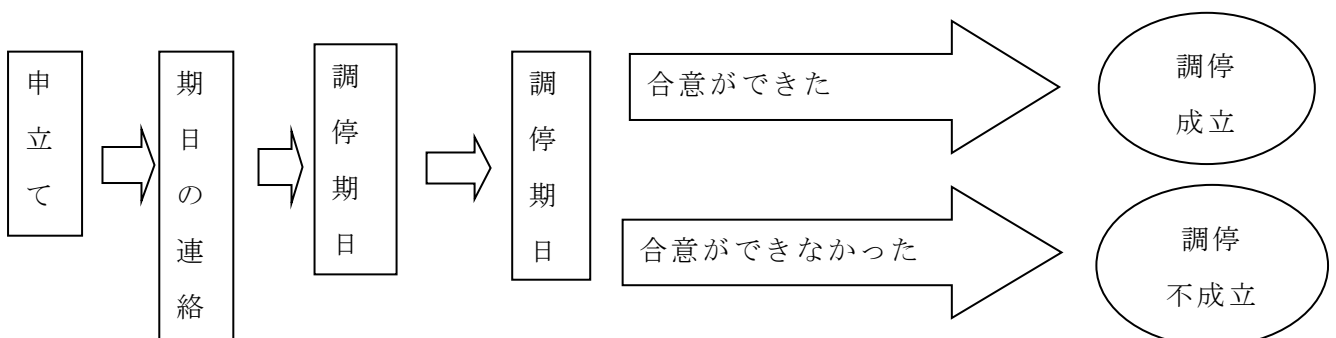 申立て
期日の連絡
調停期日
調停期日
合意ができた
調停
成立
合意ができなかった
調停
不成立